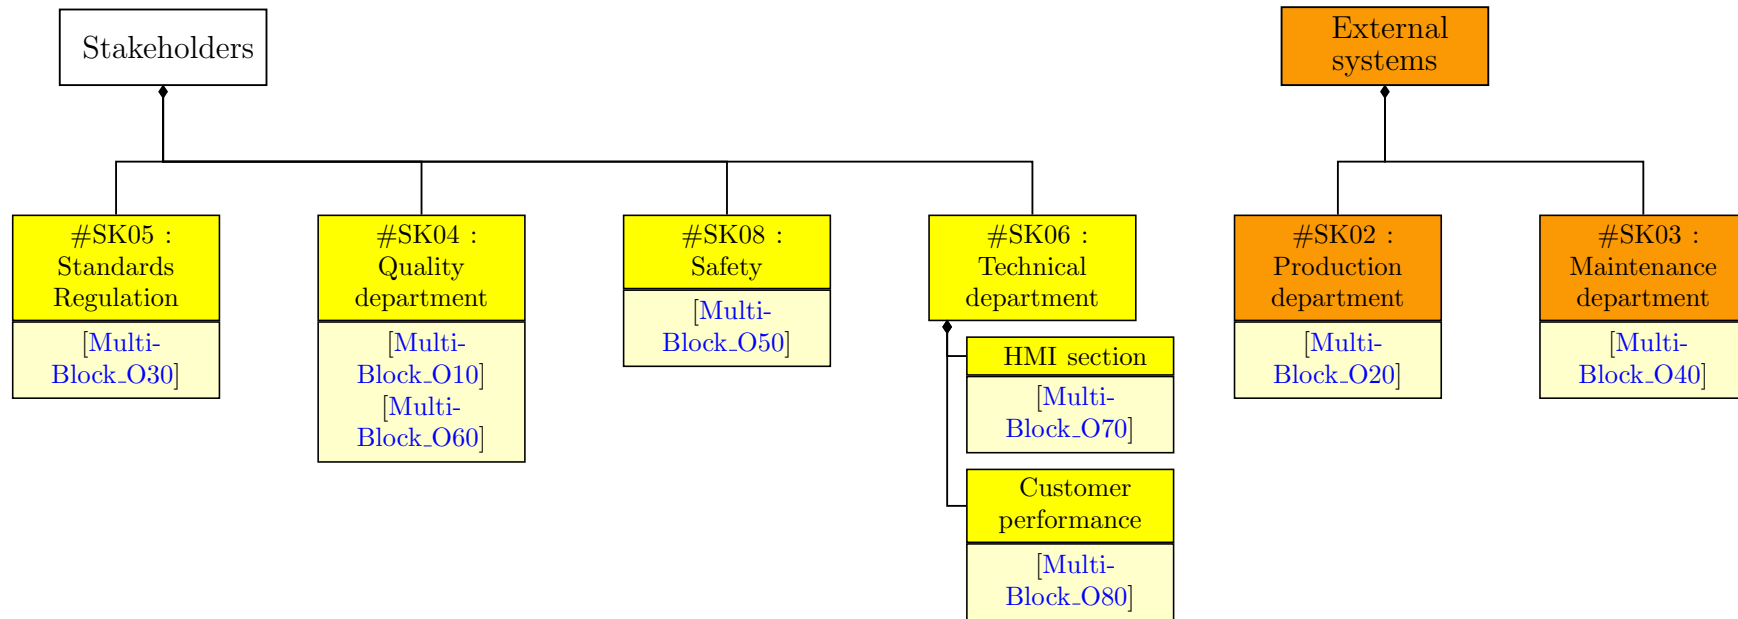 Stakeholders
External
systems
#SK05 :
Standards
Regulation
[Multi-
Block_O30]
#SK04 :
Quality
department
[Multi-
Block_O10]
[Multi-
Block_O60]
#SK08 :
Safety
[Multi-
Block_O50]
#SK06 :
Technical
department
HMI section
[Multi-
Block_O70]
Customer
performance
[Multi-
Block_O80]
#SK02 :
Production
department
[Multi-
Block_O20]
#SK03 :
Maintenance
department
[Multi-
Block_O40]